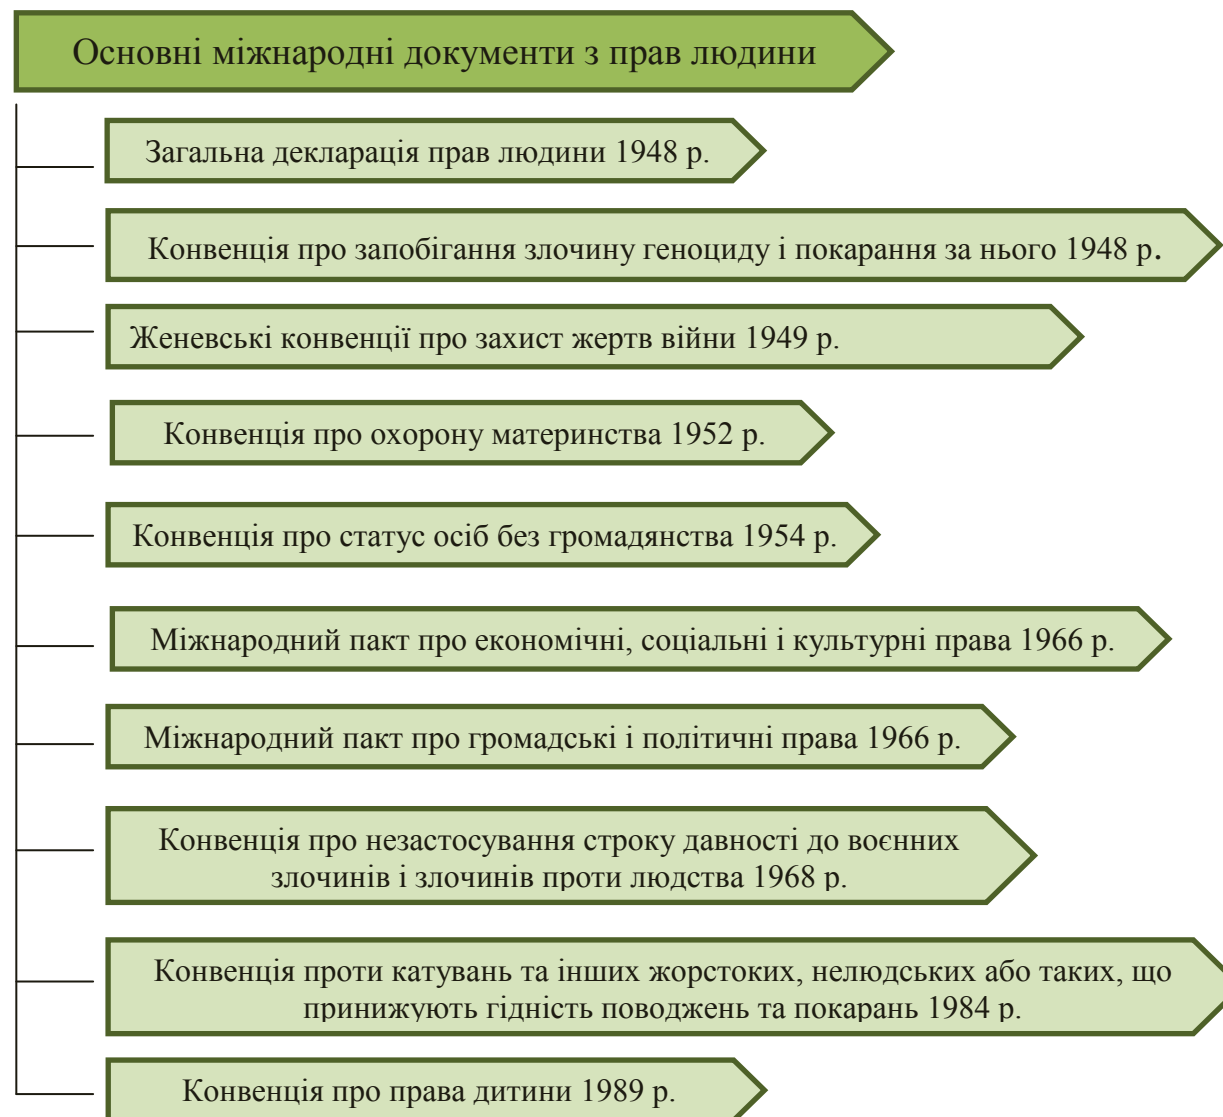 Основні міжнародні документи з прав людини
Загальна декларація прав людини 1948 р.
Конвенція про запобігання злочину геноциду і покарання за нього 1948 р.
Женевські конвенції про захист жертв війни 1949 р.
Конвенція про охорону материнства 1952 р.
Конвенція про статус осіб без громадянства 1954 р.
Міжнародний пакт про економічні, соціальні і культурні права 1966 р.
Міжнародний пакт про громадські і політичні права 1966 р.
Конвенція про незастосування строку давності до воєнних
злочинів і злочинів проти людства 1968 р.
Конвенція проти катувань та інших жорстоких, нелюдських або таких, що
принижують гідність поводжень та покарань 1984 р.
Конвенція про права дитини 1989 р.